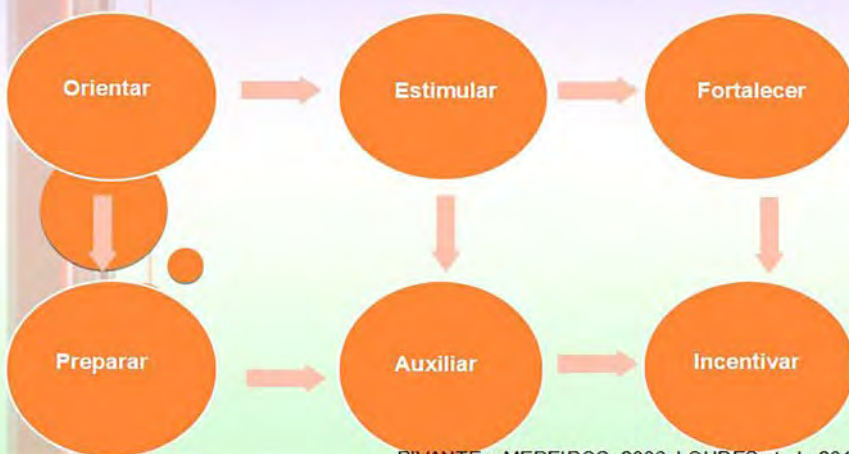 Orientar
Estimular
Fortalecer
Preparar
Auxiliar
Incentivar